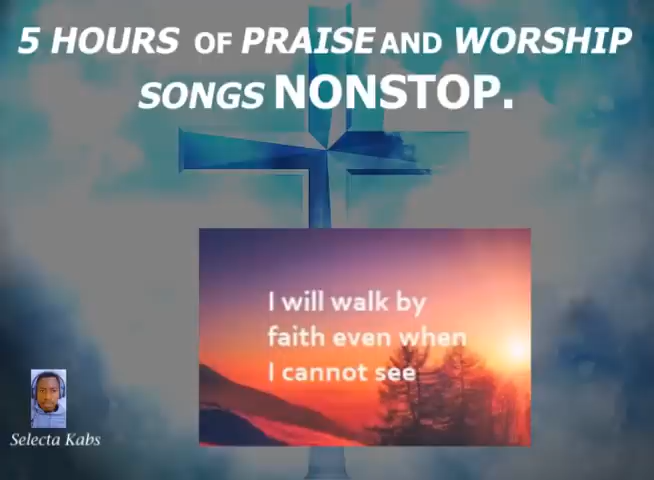 5 HOURS OF PRAISE AND WORSHIP
SONGS NONSTOP.
I will walk by
faith even when
I cannot see
Selecta Kabs